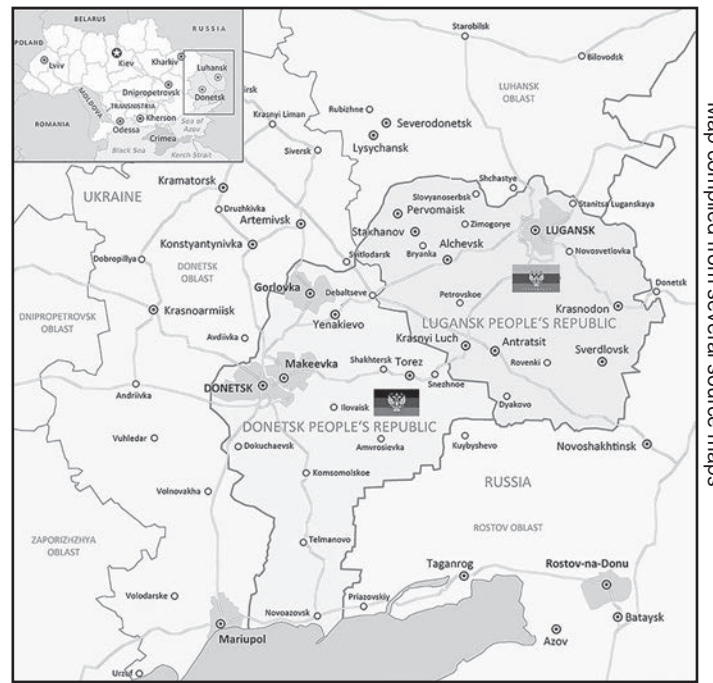 BELARUS
RUSSIA
POLAND
Lviv
Kiev
Kharkiv
Luhansk
Dnipropetrovsk
Donetsk
MOLDOVA
TRANSNISTRIA
ROMANIA
Odessa
Kherson
Sea of
Azov
Crimea
Black Sea
Kerch Strait
Starobilsk
Bilovodsk
LUHANSK
OBLAST
irsk
Krasnyi Liman
Rubizhne
Severodonetsk
Lysychansk
Siversk
UKRAINE
Kramatorsk
Druzhkivka
Artemivsk
Konstyantynivka
Shchastye
Slovyanoserbsk
Stanitsa Luganskaya
Pervomaisk
Zimogorye
LUGANSK
Stakhanov
Bryanka
Alchevsk
Novosvetlovka
Svitlodarsk
Dobropillya
DONETSK
OBLAST
Gorlovka
Debaltseve
Petrovskoe
Donetsk
Krasnodon
DNIPROPETROVSK
OBLAST
Krasnoarmiisk
Yenakievo
LUGANSK PEOPLE'S REPUBLIC
Avdiivka
Krasnyi Luch
Antratsit
Rovenki
Sverdlovsk
Makeevka
Shakhtersk
Torez
Snezhnoe
DONETSK
Andriivka
Ilovaisk
Dyakovo
DONETSK PEOPLE'S REPUBLIC
Vuhledar
Dokuchaevsk
Amvrosievka
Kuybyshevo
Novoshakhtinsk
Komsomolskoe
Volnovakha
RUSSIA
ROSTOV OBLAST
ZAPORIZHZHYA
OBLAST
Telmanovo
Taganrog
Rostov-na-Donu
Volodarske
Priazovskiy
Novoazovsk
Mariupol
Bataysk
Azov
Urzuf
Map compiled from several source maps